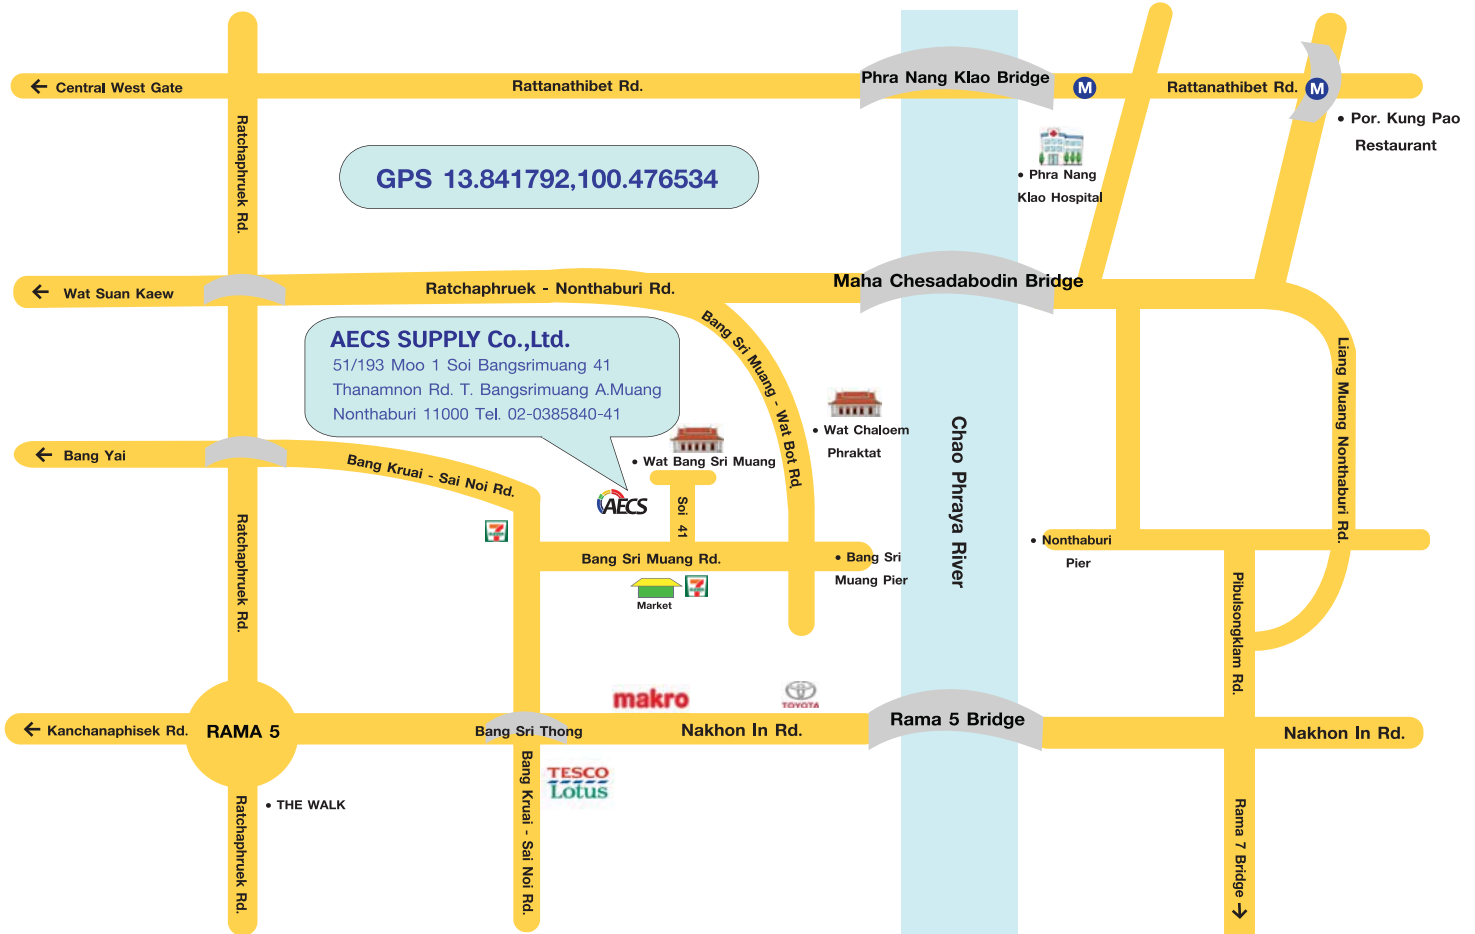 Phra Nang Klao Bridge
← Central West Gate
Rattanathibet Rd.
M
Rattanathibet Rd.
M
• Por. Kung Pao
Restaurant
Ratchaphruek Rd.
GPS 13.841792,100.476534
• Phra Nang
Klao Hospital
← Wat Suan Kaew
Ratchaphruek - Nonthaburi Rd.
Maha Chesadabodin Bridge
AECS SUPPLY Co.,Ltd.
51/193 Moo 1 Soi Bangsrimuang 41
Thanamnon Rd. T. Bangsrimuang A.Muang
Nonthaburi 11000 Tel. 02-0385840-41
Bang Sri Muang - Wat Bot Rd.
Liang Muang Nonthaburi Rd.
• Wat Chaloem
Phraktat
Chao Phraya River
← Bang Yai
Bang Kruai - Sai Noi Rd.
• Wat Bang Sri Muang
AECS
Soi 41
7
ELEVEN
Ratchaphruek Rd.
Bang Sri Muang Rd.
• Bang Sri
Muang Pier
• Nonthaburi
Pier
Market
7
ELEVEN
Pibulsongklam Rd.
makro
TOYOTA
← Kanchanaphisek Rd.
RAMA 5
Bang Sri Thong
Nakhon In Rd.
Rama 5 Bridge
Nakhon In Rd.
TESCO
Lotus
Bang Kruai - Sai Noi Rd.
• THE WALK
Ratchaphruek Rd.
Rama 7 Bridge →